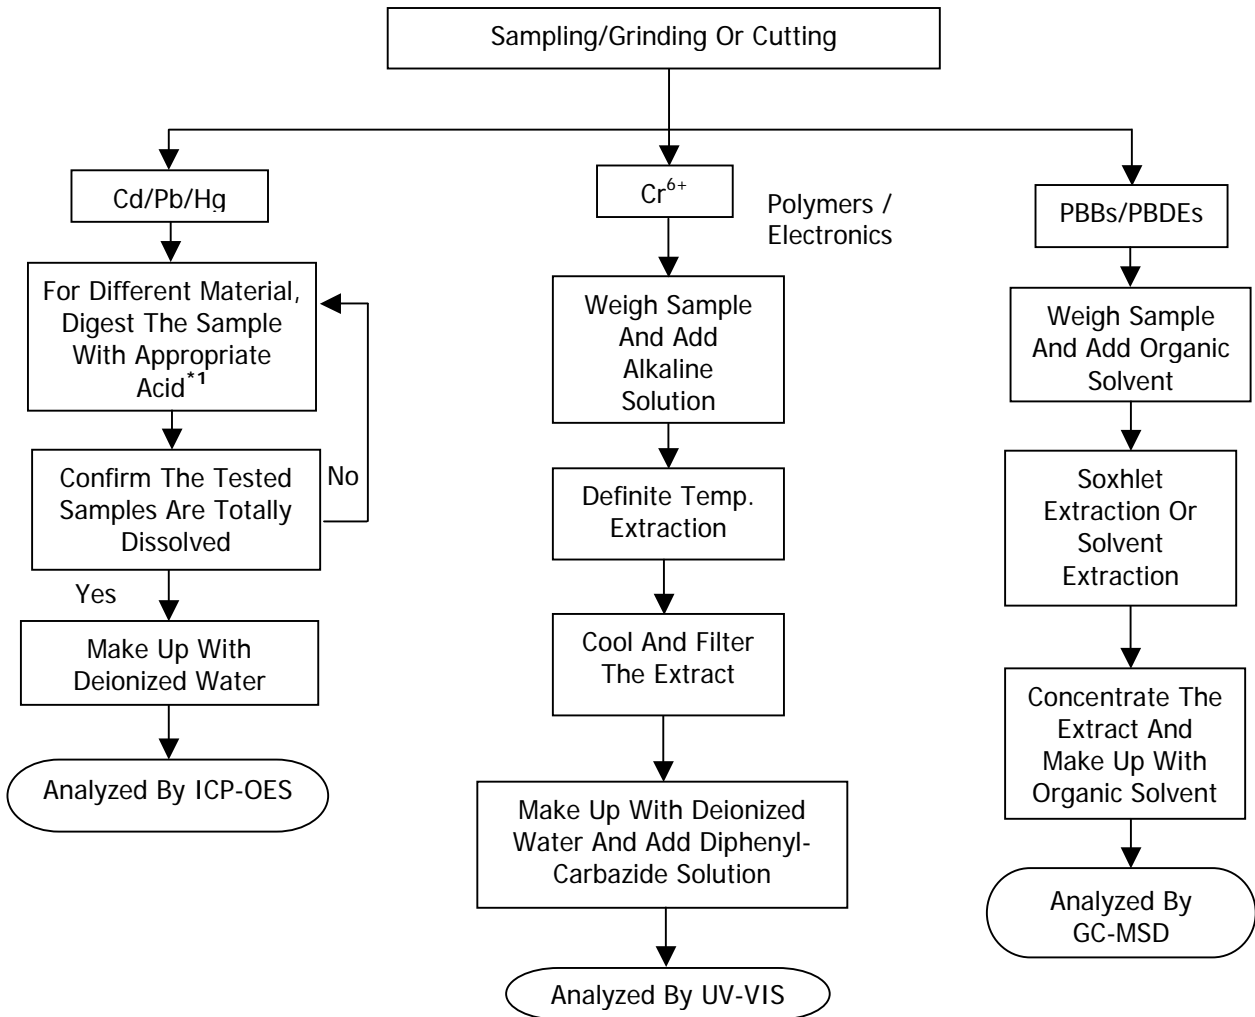 Sampling/Grinding Or Cutting
Cd/Pb/Hg
For Different Material,
Digest The Sample
With Appropriate
Acid*1
Confirm The Tested
Samples Are Totally
Dissolved
No
Yes
Make Up With
Deionized Water
Analyzed By ICP-OES
Cr6+
Polymers /
Electronics
Weigh Sample
And Add
Alkaline
Solution
Definite Temp.
Extraction
Cool And Filter
The Extract
Make Up With Deionized
Water And Add Diphenyl-
Carbazide Solution
Analyzed By UV-VIS
PBBs/PBDEs
Weigh Sample
And Add Organic
Solvent
Soxhlet
Extraction Or
Solvent
Extraction
Concentrate The
Extract And
Make Up With
Organic Solvent
Analyzed By
GC-MSD